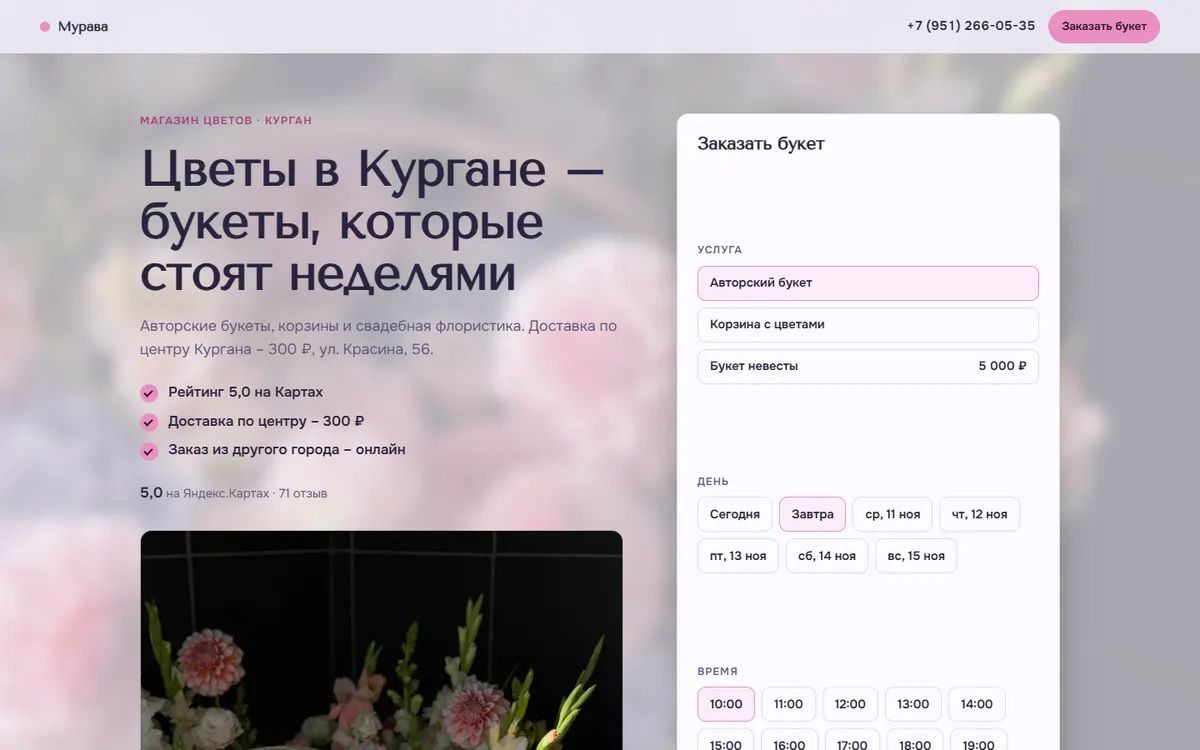 Мурава
+7 (951) 266-05-35
Заказать букет
МАГАЗИН ЦВЕТОВ · КУРГАН
Цветы в Кургане —
букеты, которые
стоят неделями
Авторские букеты, корзины и свадебная флористика. Доставка по
центру Кургана – 300 ₽, ул. Красина, 56.
Рейтинг 5,0 на Картах
Доставка по центру – 300 ₽
Заказ из другого города – онлайн
5,0 на Яндекс.Картах · 71 отзыв
Заказать букет
УСЛУГА
Авторский букет
Корзина с цветами
Букет невесты 5 000 ₽
ДЕНЬ
Сегодня Завтра ср, 11 ноя чт, 12 ноя
пт, 13 ноя сб, 14 ноя вс, 15 ноя
ВРЕМЯ
10:00 11:00 12:00 13:00 14:00
15:00 16:00 17:00 18:00 19:00